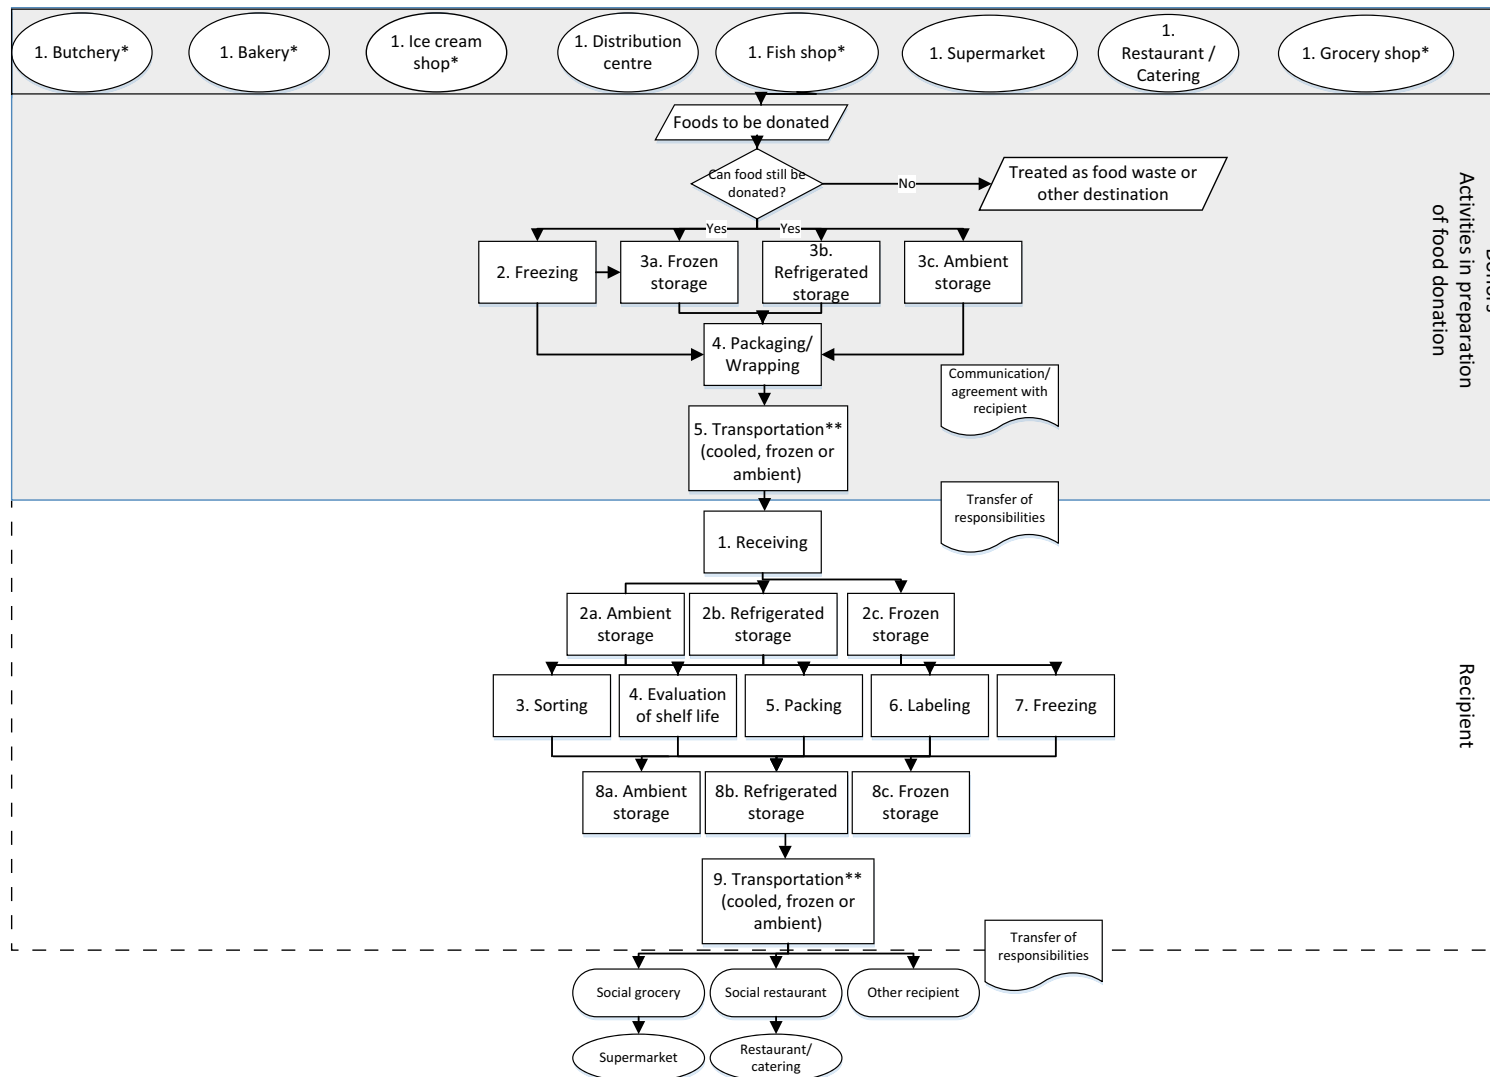 1. Butchery*
1. Bakery*
1. Ice cream
shop*
1. Distribution
centre
1. Fish shop*
1. Supermarket
1.
Restaurant /
Catering
1. Grocery shop*
Foods to be donated
Can food still be
donated?
No
Treated as food waste or
other destination
Yes
Yes
2. Freezing
3a. Frozen
storage
3b.
Refrigerated
storage
3c. Ambient
storage
4. Packaging/
Wrapping
Communication/
agreement with
recipient
5. Transportation**
(cooled, frozen or
ambient)
Donors
Activities in preparation
of food donation
Transfer of
responsibilities
1. Receiving
2a. Ambient
storage
2b. Refrigerated
storage
2c. Frozen
storage
3. Sorting
4. Evaluation
of shelf life
5. Packing
6. Labeling
7. Freezing
Recipient
8a. Ambient
storage
8b. Refrigerated
storage
8c. Frozen
storage
9. Transportation**
(cooled, frozen or
ambient)
Transfer of
responsibilities
Social grocery
Social restaurant
Other recipient
Supermarket
Restaurant/
catering